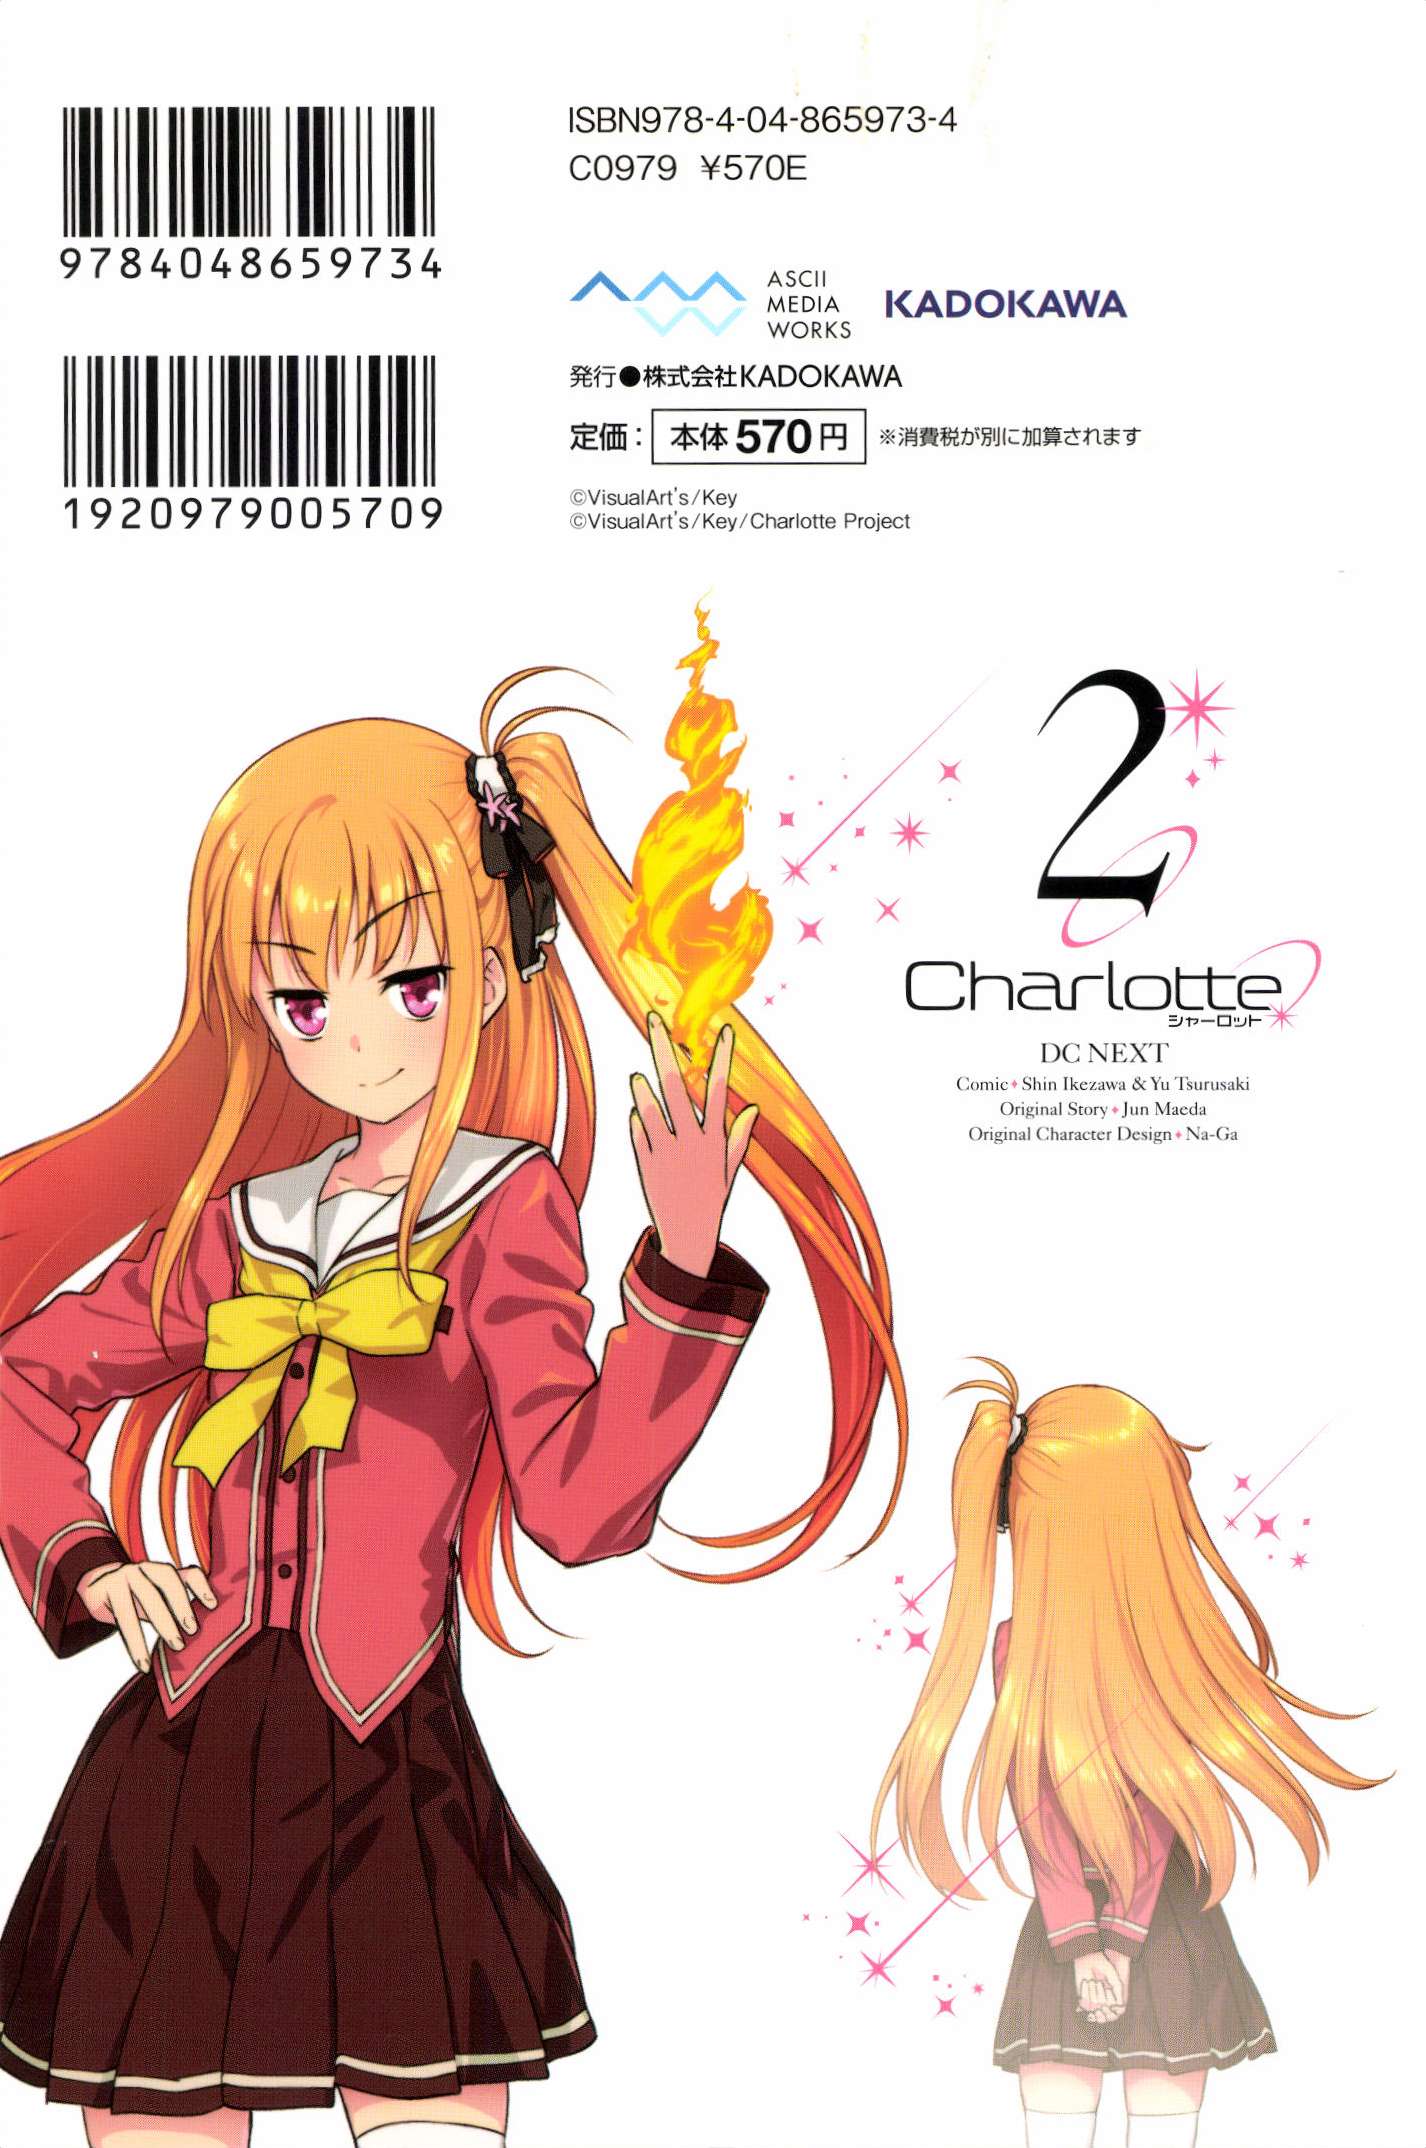 ISBN978-4-04-865973-4
C0979 ¥570E
9784048659734
ASCII
MEDIA
WORKS
KADOKAWA
発行●株式会社KADOKAWA
定価：本体570円 ※消費税が別に加算されます
1920979005709
©VisualArt's/Key
©VisualArt's/Key/Charlotte Project
2
Charlotte
シャーロット
DC NEXT
Comic♦Shin Ikezawa & Yu Tsurusaki
Original Story♦Jun Maeda
Original Character Design♦Na-Ga